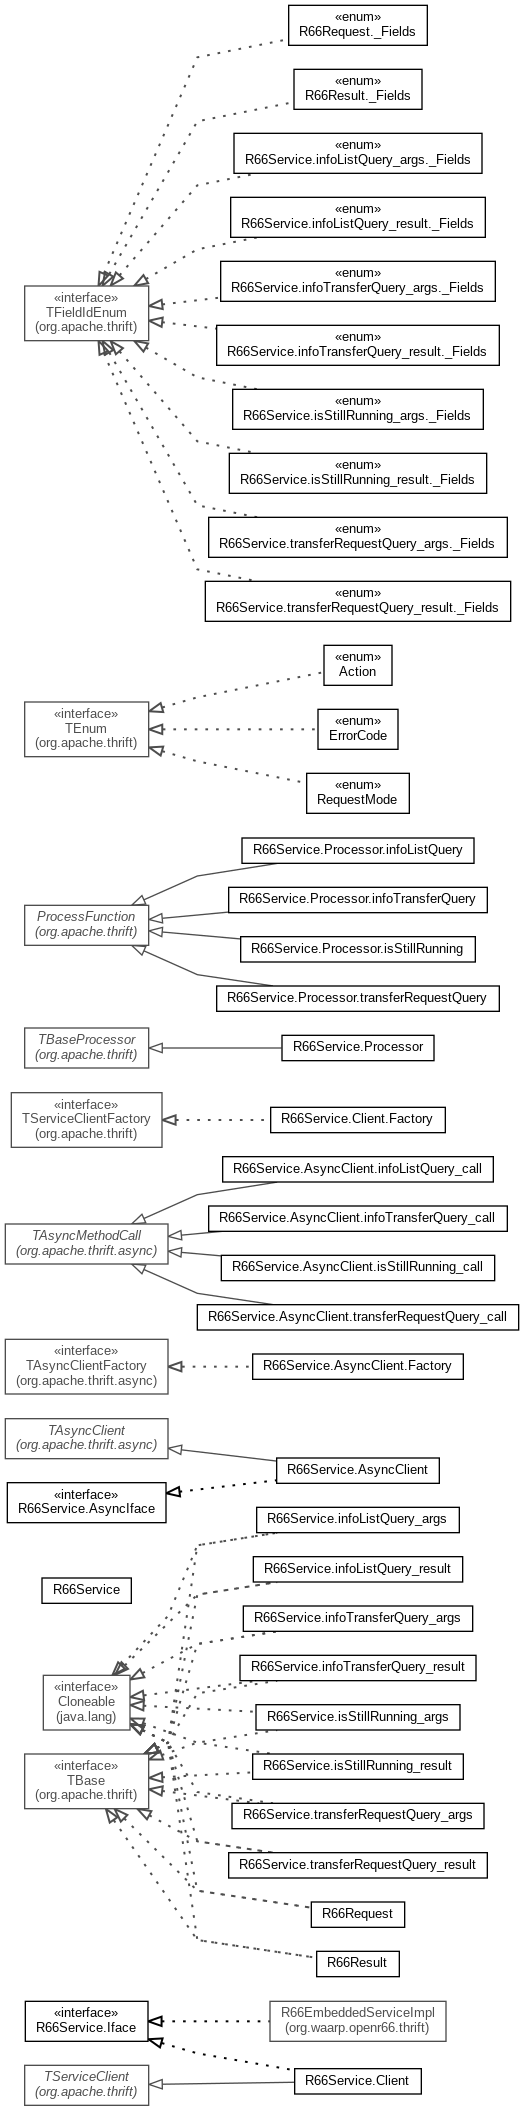 «enum»
R66Request._Fields
«enum»
R66Result._Fields
«enum»
R66Service.infoListQuery_args._Fields
«enum»
R66Service.infoListQuery_result._Fields
«enum»
R66Service.infoTransferQuery_args._Fields
«interface»
TFieldIdEnum
(org.apache.thrift)
«enum»
R66Service.infoTransferQuery_result._Fields
«enum»
R66Service.isStillRunning_args._Fields
«enum»
R66Service.isStillRunning_result._Fields
«enum»
R66Service.transferRequestQuery_args._Fields
«enum»
R66Service.transferRequestQuery_result._Fields
«enum»
Action
«interface»
TEnum
(org.apache.thrift)
«enum»
ErrorCode
«enum»
RequestMode
R66Service.Processor.infoListQuery
R66Service.Processor.infoTransferQuery
ProcessFunction
(org.apache.thrift)
R66Service.Processor.isStillRunning
R66Service.Processor.transferRequestQuery
TBaseProcessor
(org.apache.thrift)
R66Service.Processor
«interface»
TServiceClientFactory
(org.apache.thrift)
R66Service.Client.Factory
R66Service.AsyncClient.infoListQuery_call
R66Service.AsyncClient.infoTransferQuery_call
TAsyncMethodCall
(org.apache.thrift.async)
R66Service.AsyncClient.isStillRunning_call
R66Service.AsyncClient.transferRequestQuery_call
«interface»
TAsyncClientFactory
(org.apache.thrift.async)
R66Service.AsyncClient.Factory
TAsyncClient
(org.apache.thrift.async)
R66Service.AsyncClient
«interface»
R66Service.AsyncIface
R66Service.infoListQuery_args
R66Service.infoListQuery_result
R66Service
R66Service.infoTransferQuery_args
R66Service.infoTransferQuery_result
«interface»
Cloneable
(java.lang)
R66Service.isStillRunning_args
R66Service.isStillRunning_result
«interface»
TBase
(org.apache.thrift)
R66Service.transferRequestQuery_args
R66Service.transferRequestQuery_result
R66Request
R66Result
«interface»
R66Service.Iface
R66EmbeddedServiceImpl
(org.waarp.openr66.thrift)
TServiceClient
(org.apache.thrift)
R66Service.Client